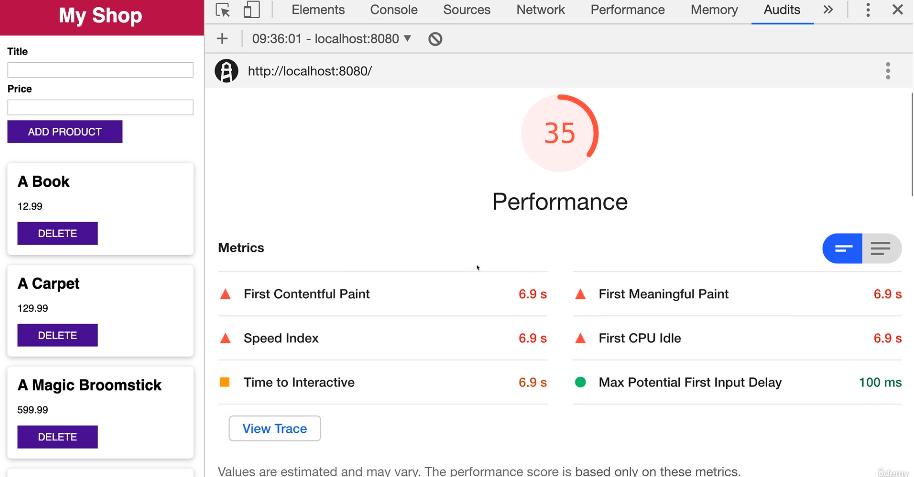 My Shop
Title
Price
ADD PRODUCT
A Book
12.99
DELETE
A Carpet
129.99
DELETE
A Magic Broomstick
599.99
DELETE
Elements Console Sources Network Performance Memory Audits
09:36:01 - localhost:8080
http://localhost:8080/
35
Performance
Metrics
First Contentful Paint 6.9 s
First Meaningful Paint 6.9 s
Speed Index 6.9 s
First CPU Idle 6.9 s
Time to Interactive 6.9 s
Max Potential First Input Delay 100 ms
View Trace
Values are estimated and may vary. The performance score is based only on these metrics.
ûdemy